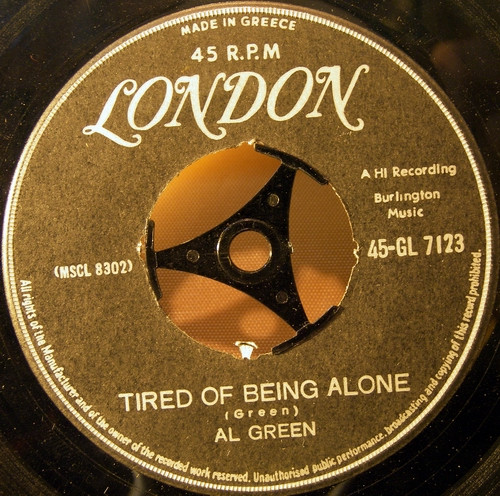 MADE IN GREECE
45 R.P.M
LONDON
A HI Recording
Burlington
Music
45-GL 7123
(MSCL 8302)
TIRED OF BEING ALONE
(Green)
AL GREEN
All rights of the Manufacturer and of the owner of the recorded work reserved. Unauthorised public performance, broadcasting and copying of this record prohibited.